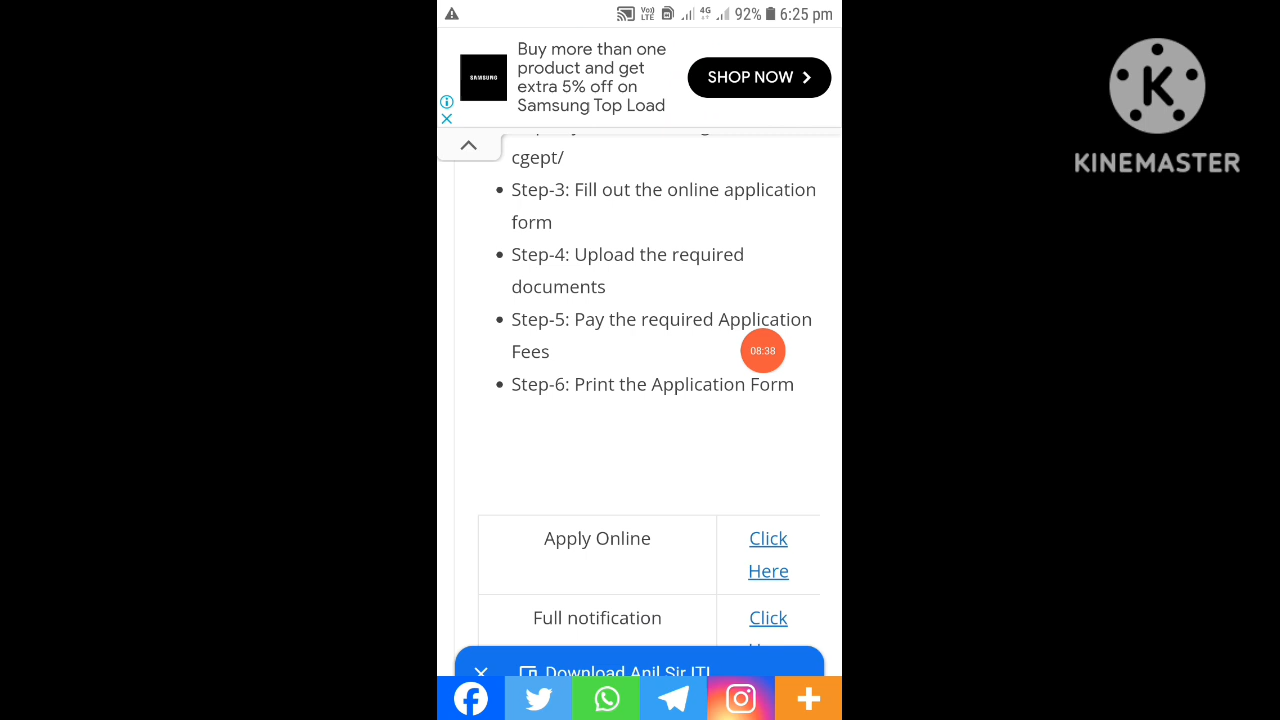 VoLTE 4G 92% 6:25 pm
Buy more than one
product and get
extra 5% off on
Samsung Top Load
SAMSUNG
SHOP NOW
cgept/
Step-3: Fill out the online application
form
Step-4: Upload the required
documents
Step-5: Pay the required Application
Fees
08:38
Step-6: Print the Application Form
Apply Online
Click
Here
Full notification
Click
Download Anil Sir ITI
K
KINEMASTER